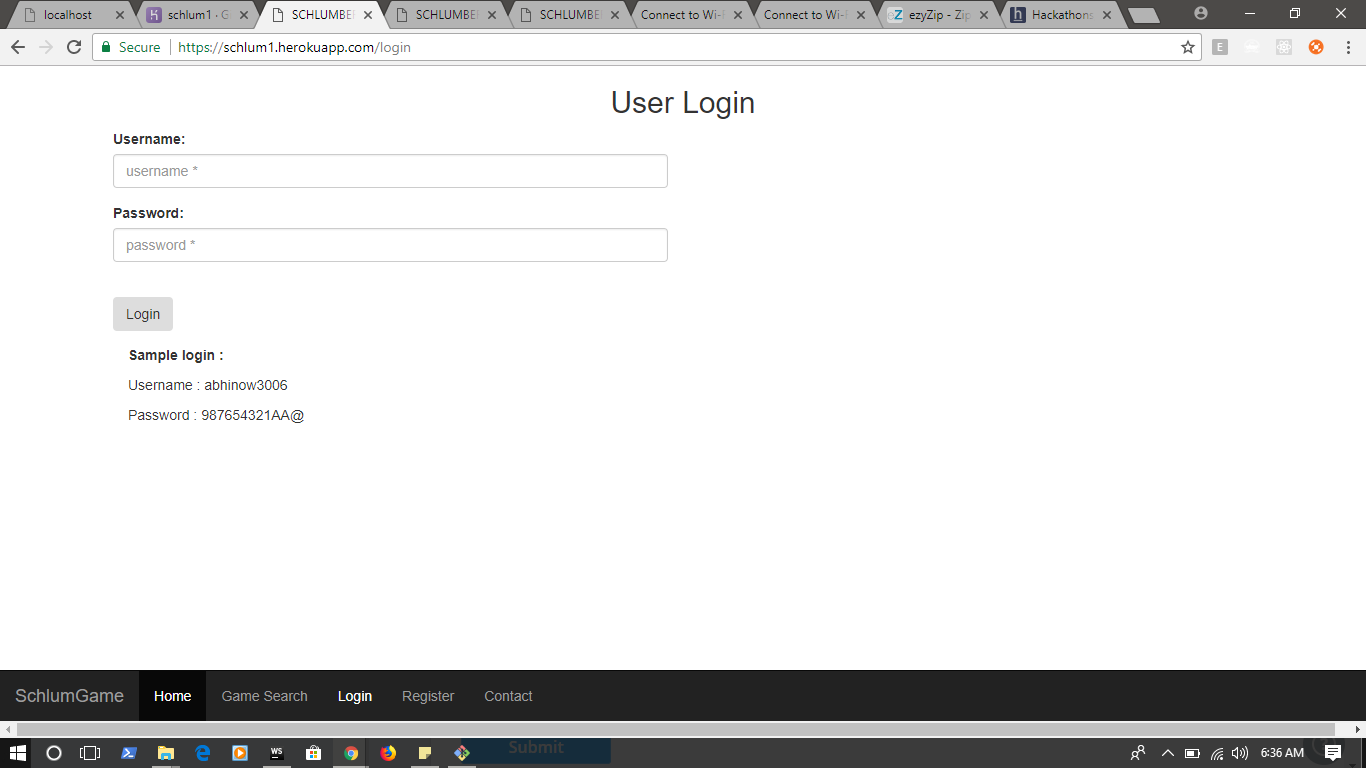 localhost
schlum1 · G
SCHLUMBE
SCHLUMBE
SCHLUMBE
Connect to Wi-F
Connect to Wi-F
ezyZip - Zip
Hackathons
Secure
https://schlum1.herokuapp.com/login
E
User Login
Username:
username *
Password:
password *
Login
Sample login :
Username : abhinow3006
Password : 987654321AA@
SchlumGame
Home
Game Search
Login
Register
Contact
WS
Submit
6:36 AM